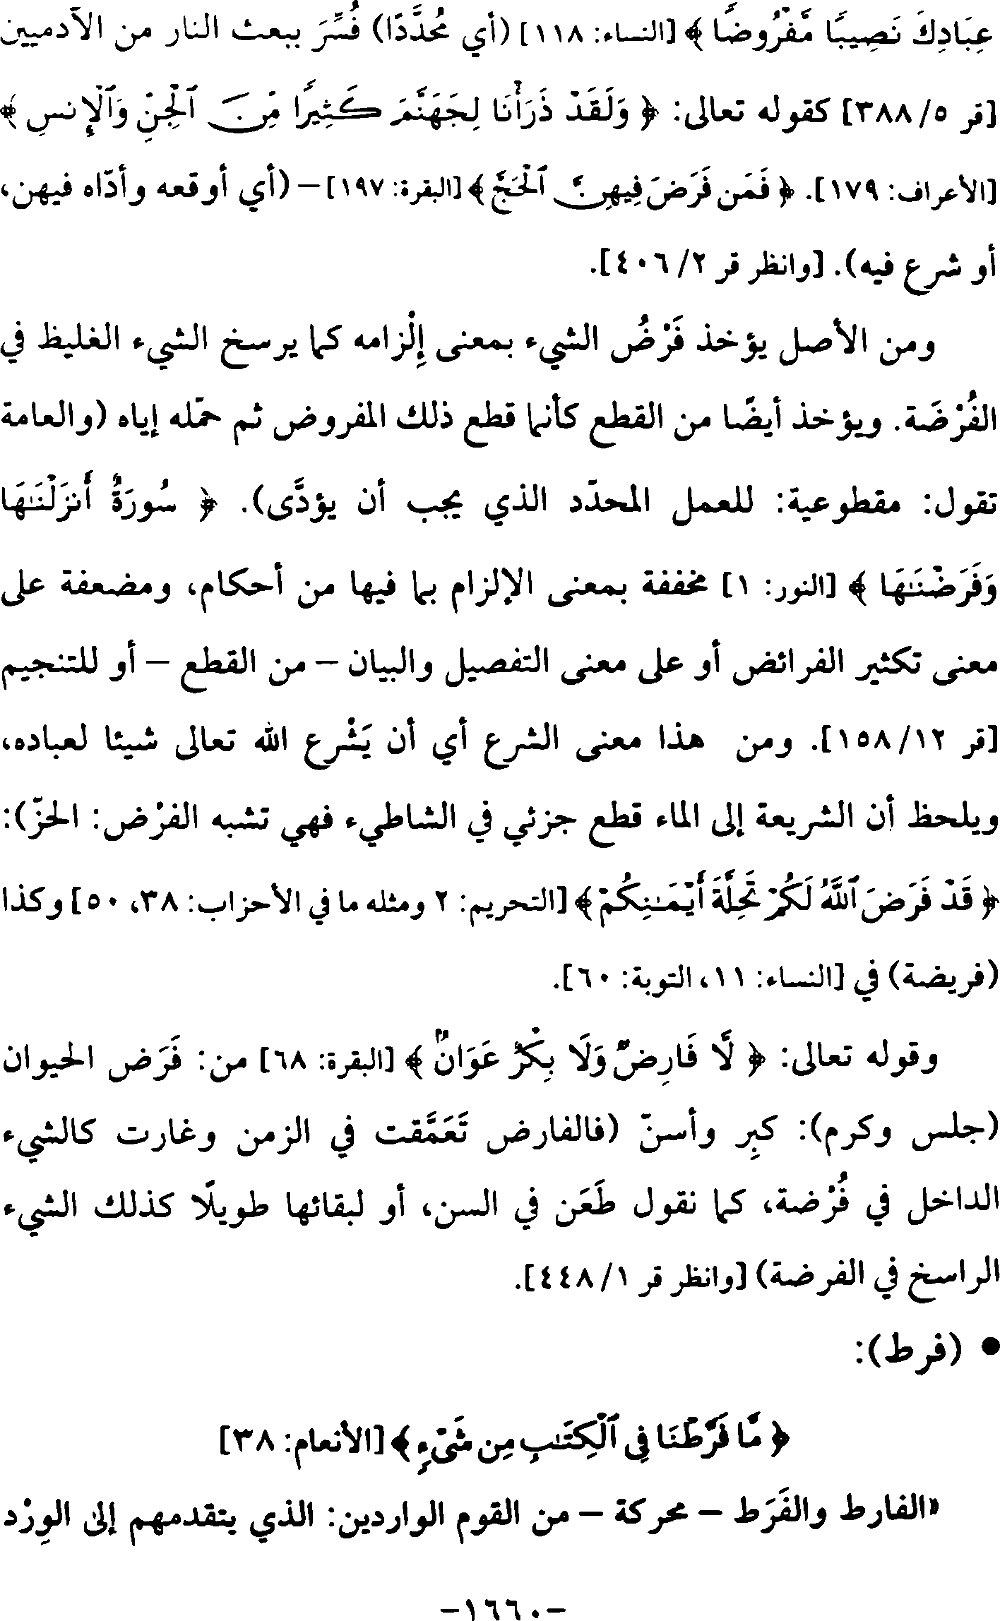 عِبَادِكَ نَصِيبًا مَّفْرُوضًا ﴾ [النساء: ١١٨] (أي مُحَدَّدًا) فُسِّرَ ببعث النار من الآدميين
[قر ٥/ ٣٨٨] كقوله تعالى: ﴿ وَلَقَدْ ذَرَأْنَا لِجَهَنَّمَ كَثِيرًا مِّنَ ٱلْجِنِّ وَٱلْإِنسِ ﴾
[الأعراف: ١٧٩]. ﴿ فَمَن فَرَضَ فِيهِنَّ ٱلْحَجَّ ﴾ [البقرة: ١٩٧] – (أي أوقعه وأدّاه فيهن،
أو شرع فيه). [وانظر قر ٢/ ٤٠٦].
ومن الأصل يؤخذ فَرْضُ الشيء بمعنى إِلْزامه كما يرسخ الشيء الغليظ في
الفُرْضَة. ويؤخذ أيضًا من القطع كأنما قطع ذلك المفروض ثم حمّله إياه (والعامة
تقول: مقطوعية: للعمل المحدّد الذي يجب أن يؤدَّى). ﴿ سُورَةٌ أَنزَلْنَٰهَا
وَفَرَضْنَٰهَا ﴾ [النور: ١] مخففة بمعنى الإلزام بما فيها من أحكام، ومضعفة على
معنى تكثير الفرائض أو على معنى التفصيل والبيان – من القطع – أو للتنجيم
[قر ١٢/ ١٥٨]. ومن هذا معنى الشرع أي أن يَشْرع الله تعالى شيئا لعباده،
ويلحظ أن الشريعة إلى الماء قطع جزئي في الشاطيء فهي تشبه الفرْض: الحزّ):
﴿ قَدْ فَرَضَ ٱللَّهُ لَكُمْ تَحِلَّةَ أَيْمَٰنِكُمْ ﴾ [التحريم: ٢ ومثله ما في الأحزاب: ٣٨، ٥٠] وكذا
(فريضة) في [النساء: ١١، التوبة: ٦٠].
وقوله تعالى: ﴿ لَّا فَارِضٌ وَلَا بِكْرٌ عَوَانٌ ﴾ [البقرة: ٦٨] من: فَرَض الحيوان
(جلس وكرم): كبِر وأسنّ (فالفارض تَعَمَّقت في الزمن وغارت كالشيء
الداخل في فُرْضة، كما نقول طَعَن في السن، أو لبقائها طويلًا كذلك الشيء
الراسخ في الفرضة) [وانظر قر ١/ ٤٤٨].
● (فرط):
﴿ مَّا فَرَّطْنَا فِى ٱلْكِتَٰبِ مِن شَىْءٍ ﴾ [الأنعام: ٣٨]
«الفارط والفَرَط – محركة – من القوم الواردين: الذي يتقدمهم إلى الوِرْد
-١٦٦٠-